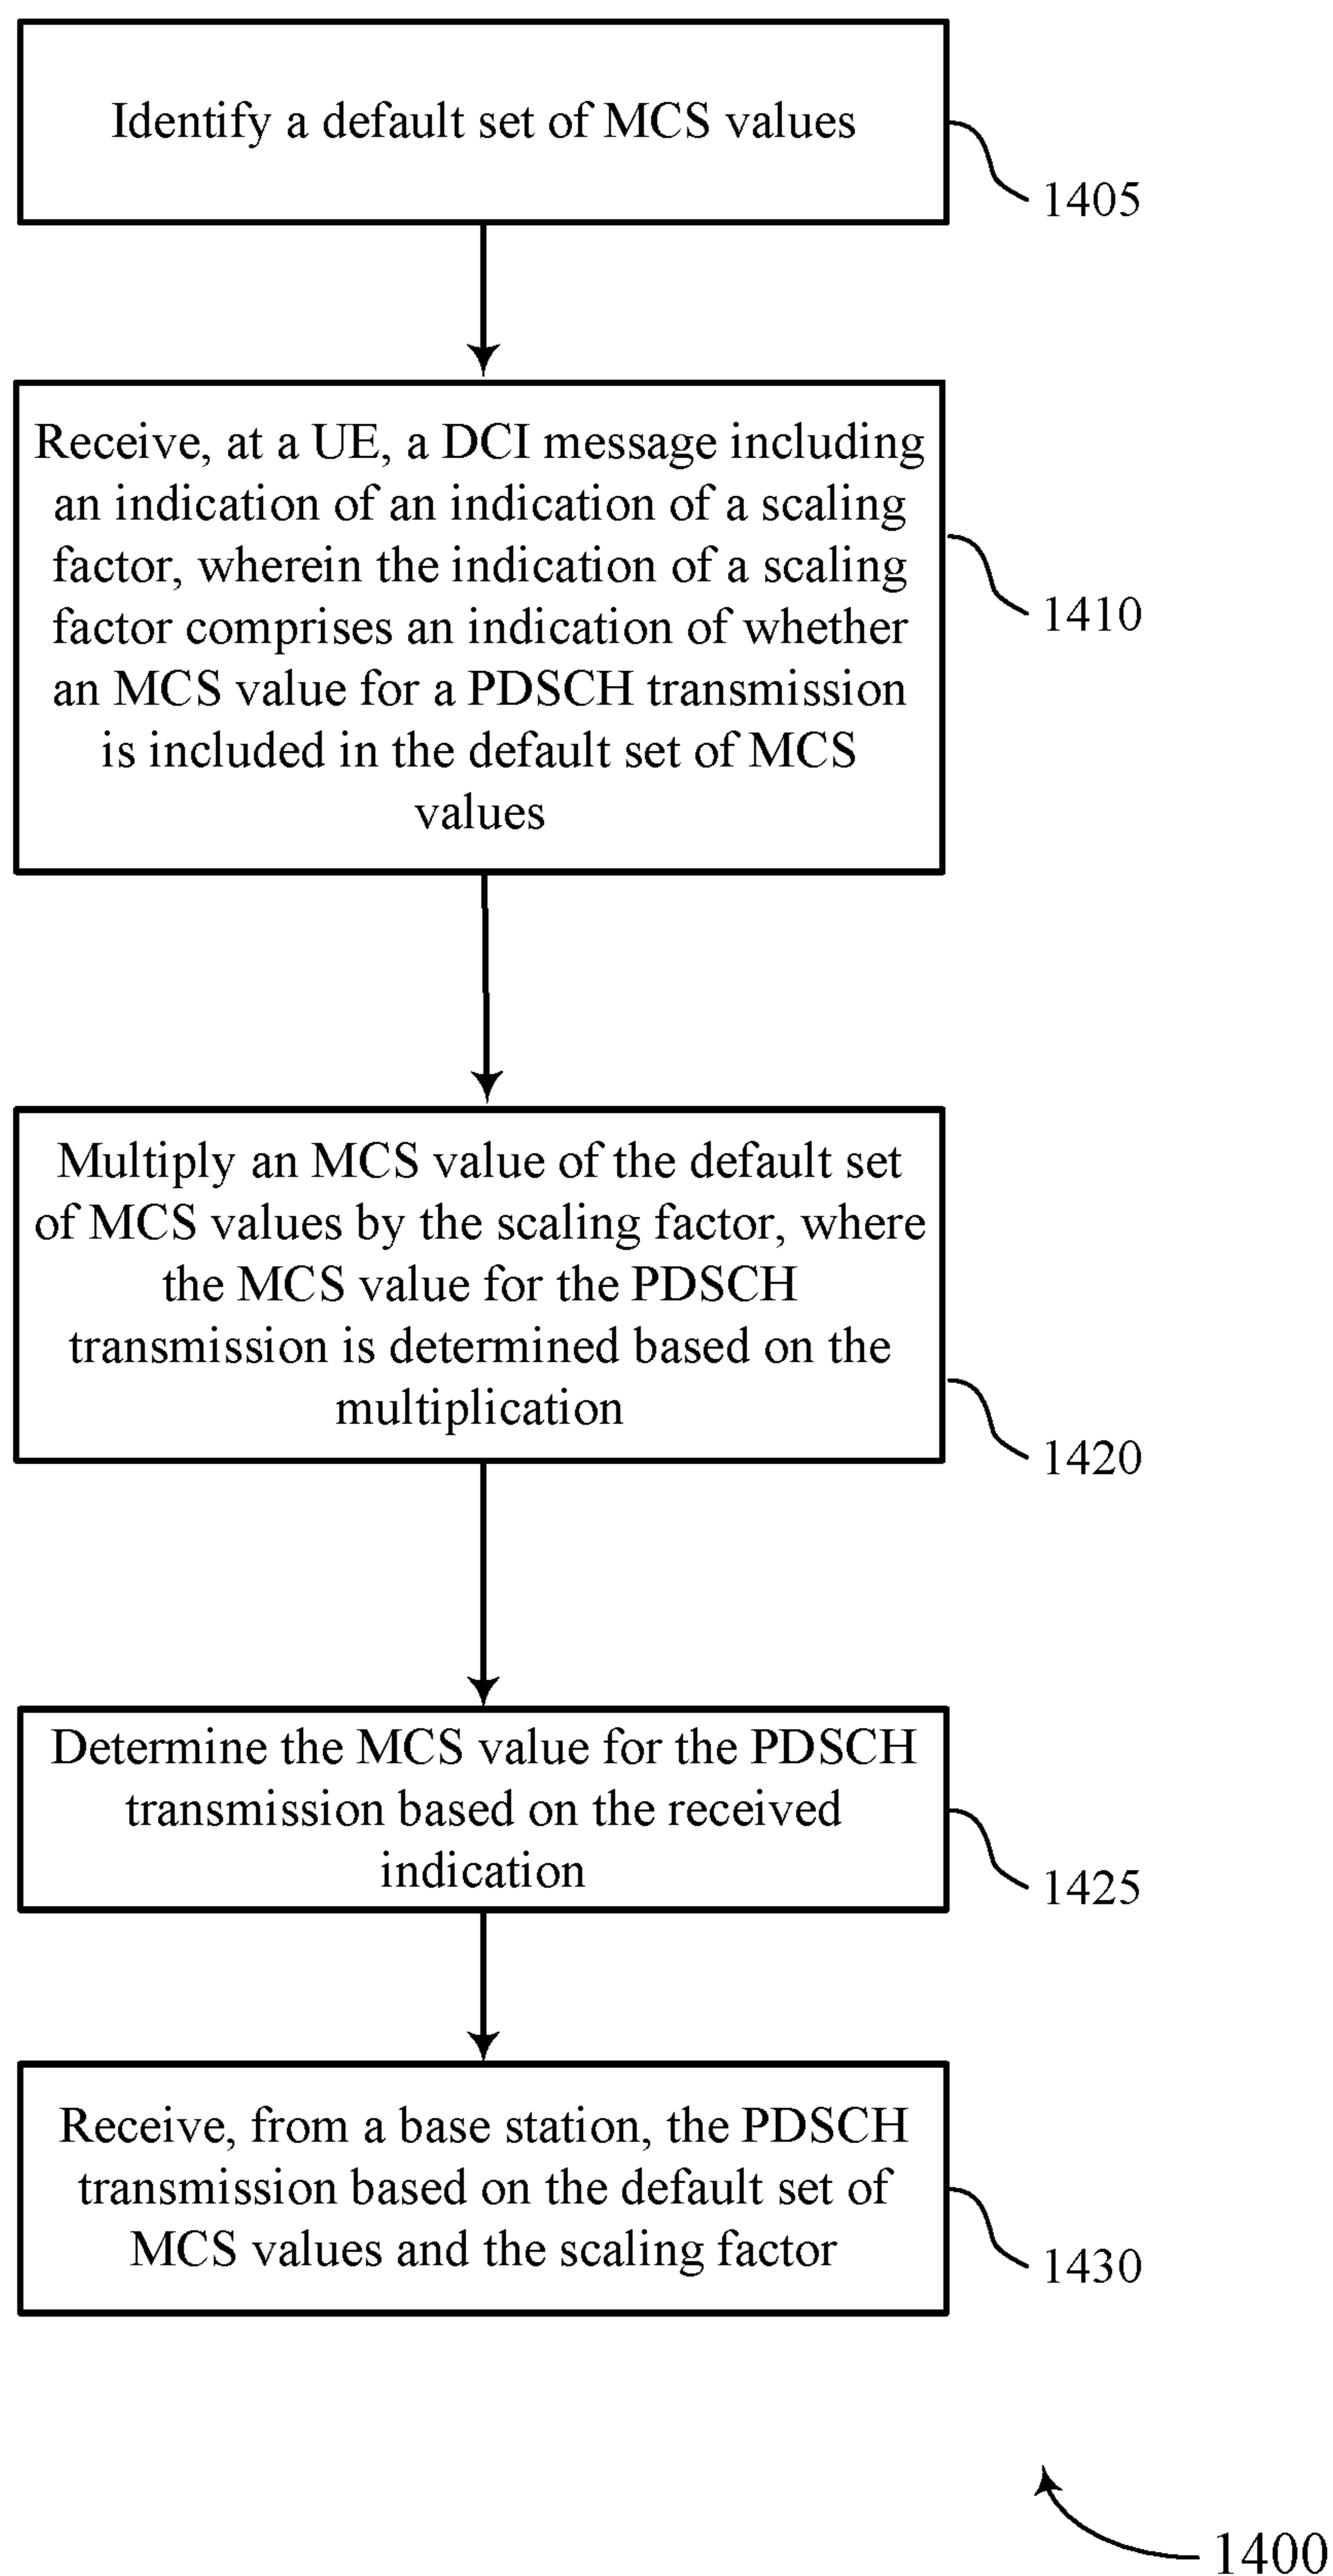 Identify a default set of MCS values
1405
Receive, at a UE, a DCI message including
an indication of an indication of a scaling
factor, wherein the indication of a scaling
factor comprises an indication of whether
an MCS value for a PDSCH transmission
is included in the default set of MCS
values
1410
Multiply an MCS value of the default set
of MCS values by the scaling factor, where
the MCS value for the PDSCH
transmission is determined based on the
multiplication
1420
Determine the MCS value for the PDSCH
transmission based on the received
indication
1425
Receive, from a base station, the PDSCH
transmission based on the default set of
MCS values and the scaling factor
1430
1400